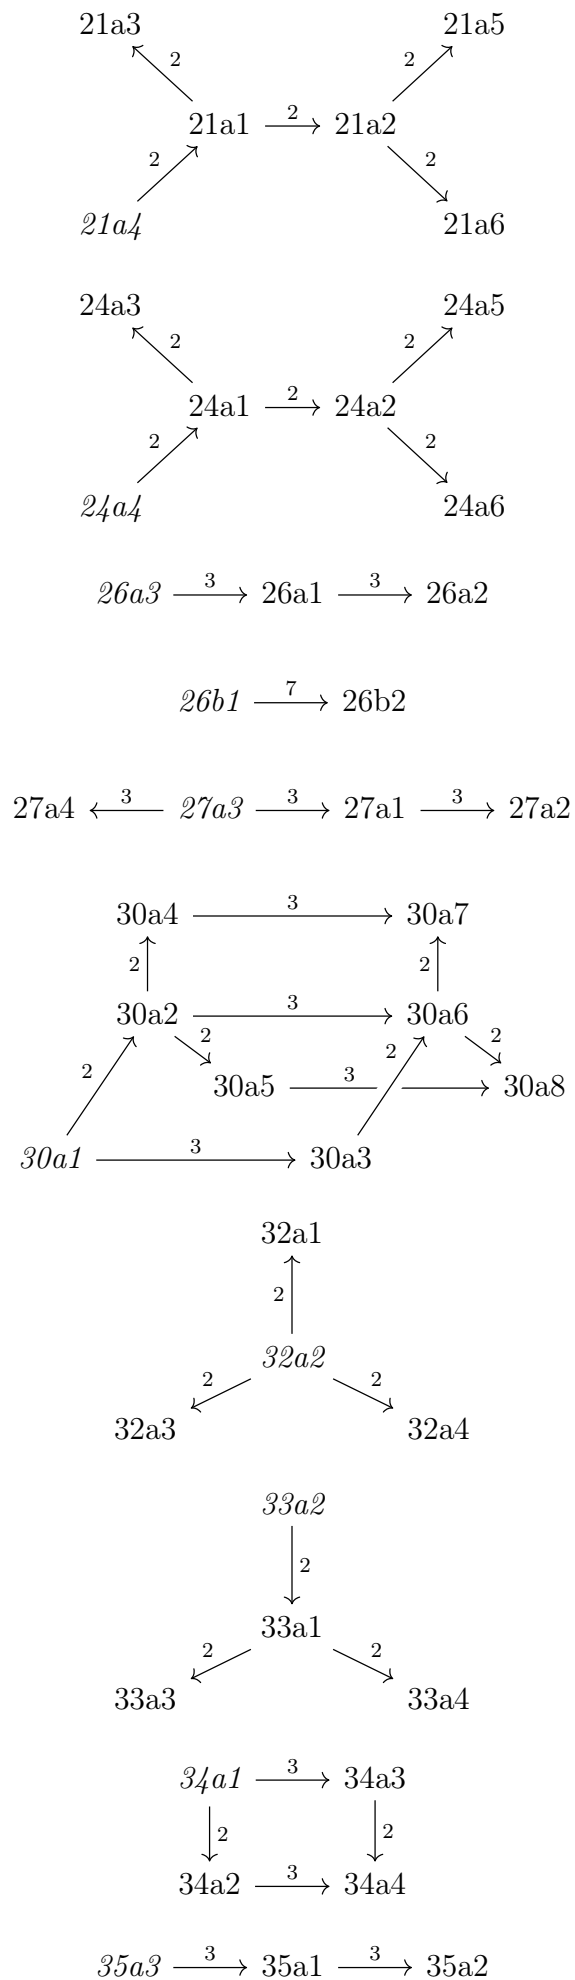 21a3 21a5
2 2
21a1 2 21a2
2 2
21a4 21a6
24a3 24a5
2 2
24a1 2 24a2
2 2
24a4 24a6
26a3 3 26a1 3 26a2
26b1 7 26b2
27a4 3 27a3 3 27a1 3 27a2
30a4 3 30a7
2 2
30a2 3 30a6
2 2 2 2
30a5 3 30a8
30a1 3 30a3
32a1
2
32a2
2 2
32a3 32a4
33a2
2
33a1
2 2
33a3 33a4
34a1 3 34a3
2 2
34a2 3 34a4
35a3 3 35a1 3 35a2